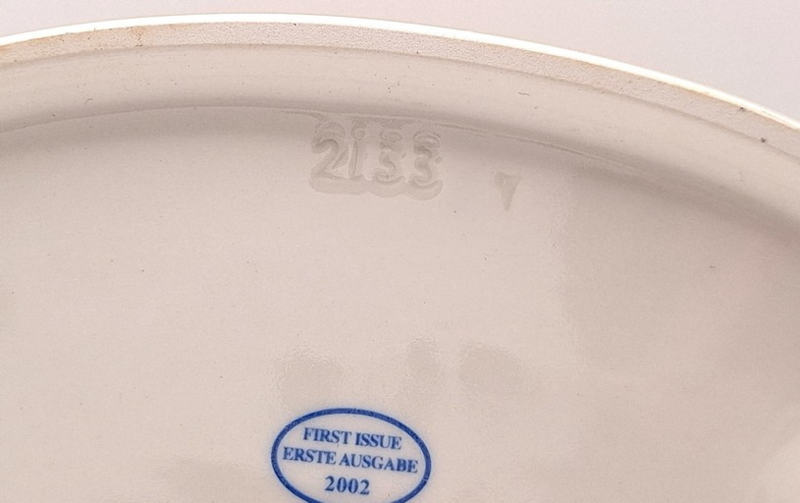 2133
FIRST ISSUE
ERSTE AUSGABE
2002